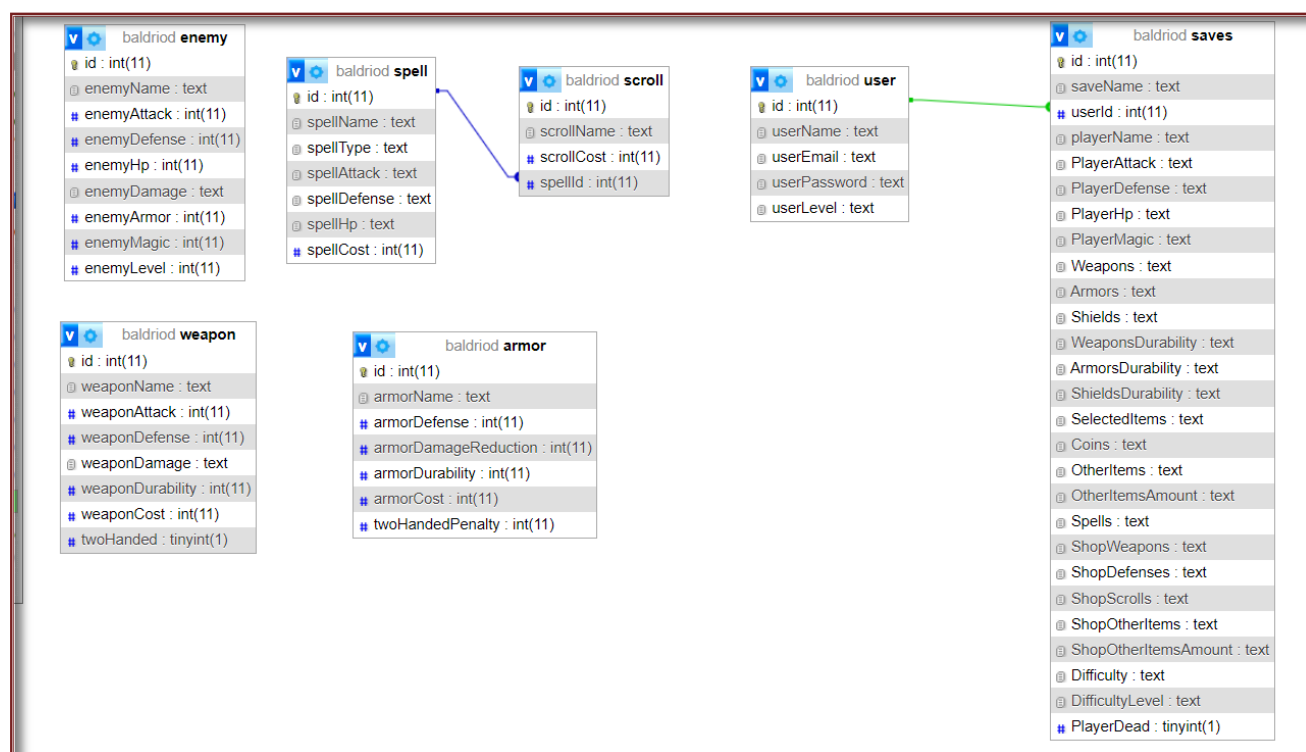 baldriod enemy
id : int(11)
enemyName : text
enemyAttack : int(11)
enemyDefense : int(11)
enemyHp : int(11)
enemyDamage : text
enemyArmor : int(11)
enemyMagic : int(11)
enemyLevel : int(11)
baldriod spell
id : int(11)
spellName : text
spellType : text
spellAttack : text
spellDefense : text
spellHp : text
spellCost : int(11)
baldriod scroll
id : int(11)
scrollName : text
scrollCost : int(11)
spellId : int(11)
baldriod user
id : int(11)
userName : text
userEmail : text
userPassword : text
userLevel : text
baldriod saves
id : int(11)
saveName : text
userId : int(11)
playerName : text
PlayerAttack : text
PlayerDefense : text
PlayerHp : text
PlayerMagic : text
Weapons : text
Armors : text
Shields : text
WeaponsDurability : text
ArmorsDurability : text
ShieldsDurability : text
SelectedItems : text
Coins : text
OtherItems : text
OtherItemsAmount : text
Spells : text
ShopWeapons : text
ShopDefenses : text
ShopScrolls : text
ShopOtherItems : text
ShopOtherItemsAmount : text
Difficulty : text
DifficultyLevel : text
PlayerDead : tinyint(1)
baldriod weapon
id : int(11)
weaponName : text
weaponAttack : int(11)
weaponDefense : int(11)
weaponDamage : text
weaponDurability : int(11)
weaponCost : int(11)
twoHanded : tinyint(1)
baldriod armor
id : int(11)
armorName : text
armorDefense : int(11)
armorDamageReduction : int(11)
armorDurability : int(11)
armorCost : int(11)
twoHandedPenalty : int(11)